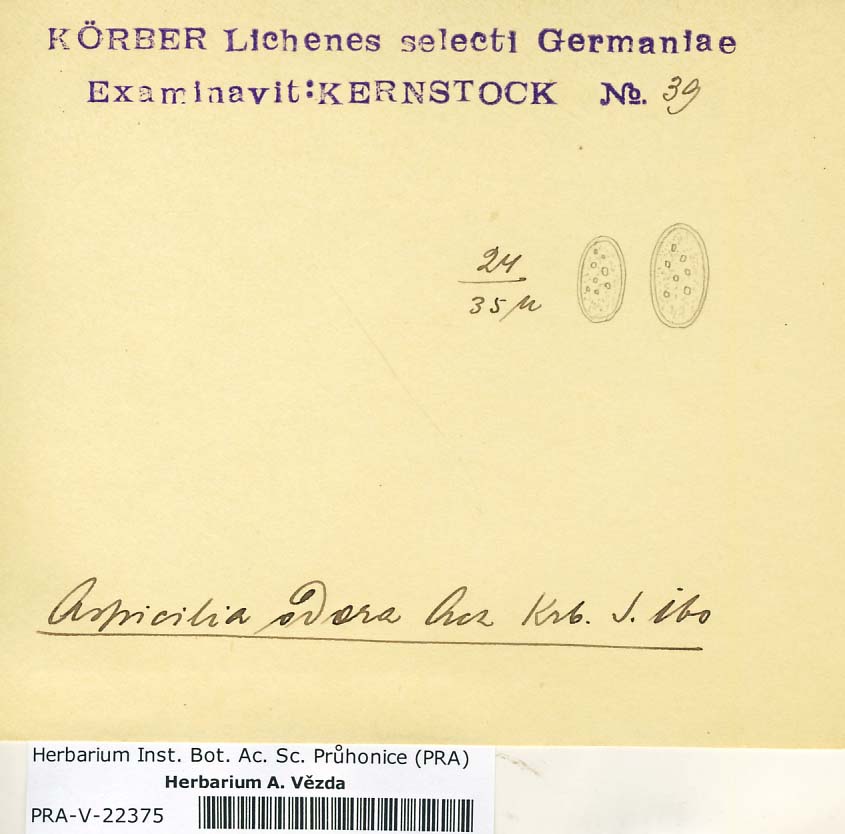 KÖRBER Lichenes selecti Germaniae
Examinavit: KERNSTOCK No. 39
24
35 µ
Aspicilia odora Ach Krb. S. 160
Herbarium Inst. Bot. Ac. Sc. Průhonice (PRA)
Herbarium A. Vězda
PRA-V-22375